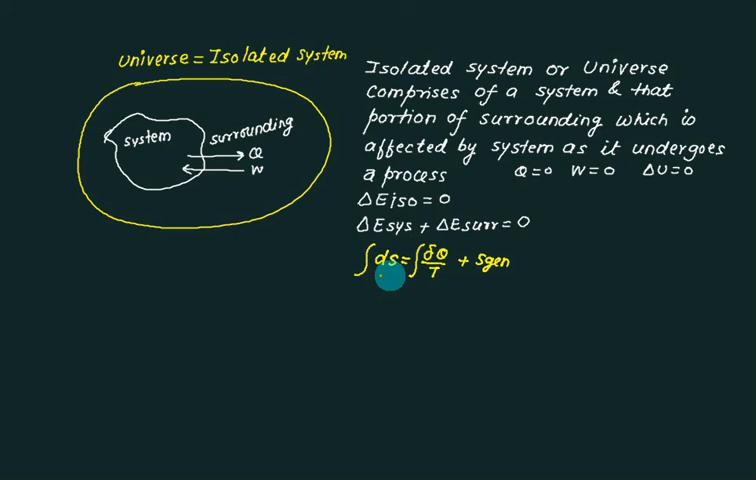 universe = Isolated system
system
surrounding
Q
W
Isolated system or Universe
comprises of a system & that
portion of surrounding which is
affected by system as it undergoes
a process Q=0 W=0 ΔU=0
ΔEiso = 0
ΔEsys + ΔEsurr = 0
∫ds = ∫δQ/T + Sgen